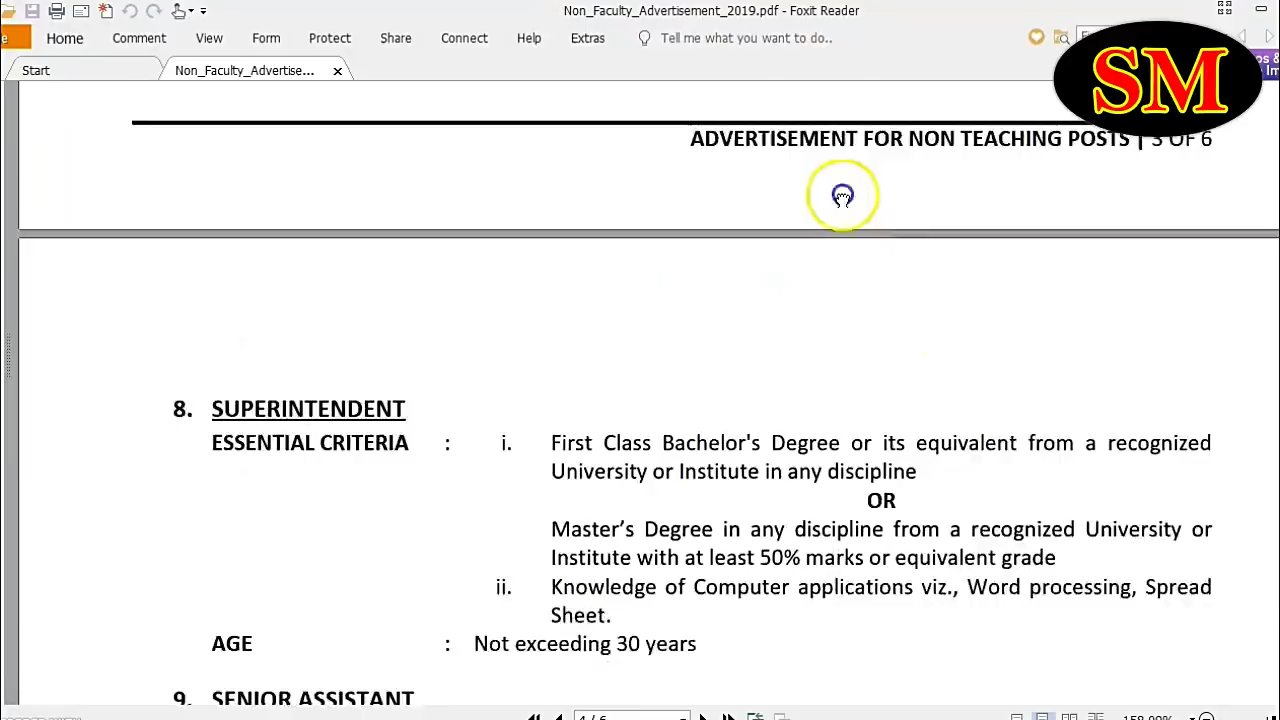 Non_Faculty_Advertisement_2019.pdf - Foxit Reader
Home Comment View Form Protect Share Connect Help Extras Tell me what you want to do..
Start Non_Faculty_Advertise... ×
SM
ADVERTISEMENT FOR NON TEACHING POSTS | 3 OF 6
8. SUPERINTENDENT
ESSENTIAL CRITERIA : i. First Class Bachelor's Degree or its equivalent from a recognized
University or Institute in any discipline
OR
Master’s Degree in any discipline from a recognized University or
Institute with at least 50% marks or equivalent grade
ii. Knowledge of Computer applications viz., Word processing, Spread
Sheet.
AGE : Not exceeding 30 years
9. SENIOR ASSISTANT
4 / 6
158.00%